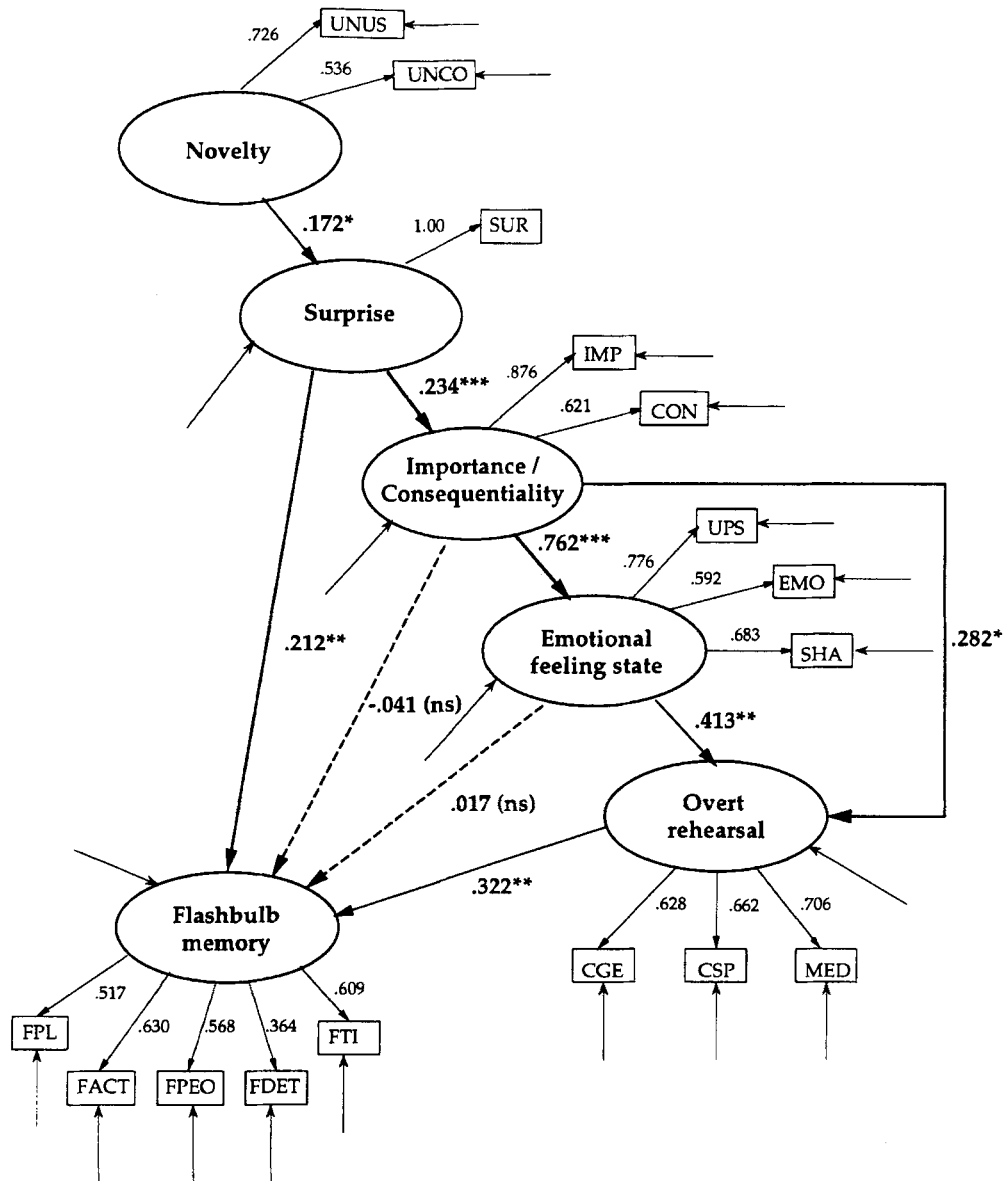 .726
UNUS
.536
UNCO
Novelty
.172*
1.00
SUR
Surprise
.234***
.876
IMP
.621
CON
Importance /
Consequentiality
.762***
.776
UPS
.592
EMO
.683
SHA
.282*
Emotional
feeling state
.212**
-.041 (ns)
.413**
.017 (ns)
Overt
rehearsal
.322**
Flashbulb
memory
.628
.662
.706
CGE
CSP
MED
.517
.630
.568
.364
.609
FPL
FTI
FACT
FPEO
FDET